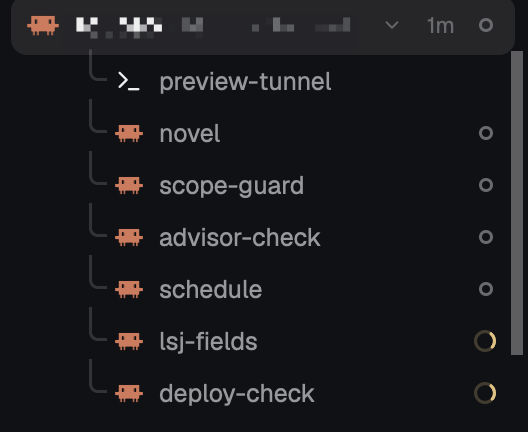 1m
preview-tunnel
novel
scope-guard
advisor-check
schedule
lsj-fields
deploy-check